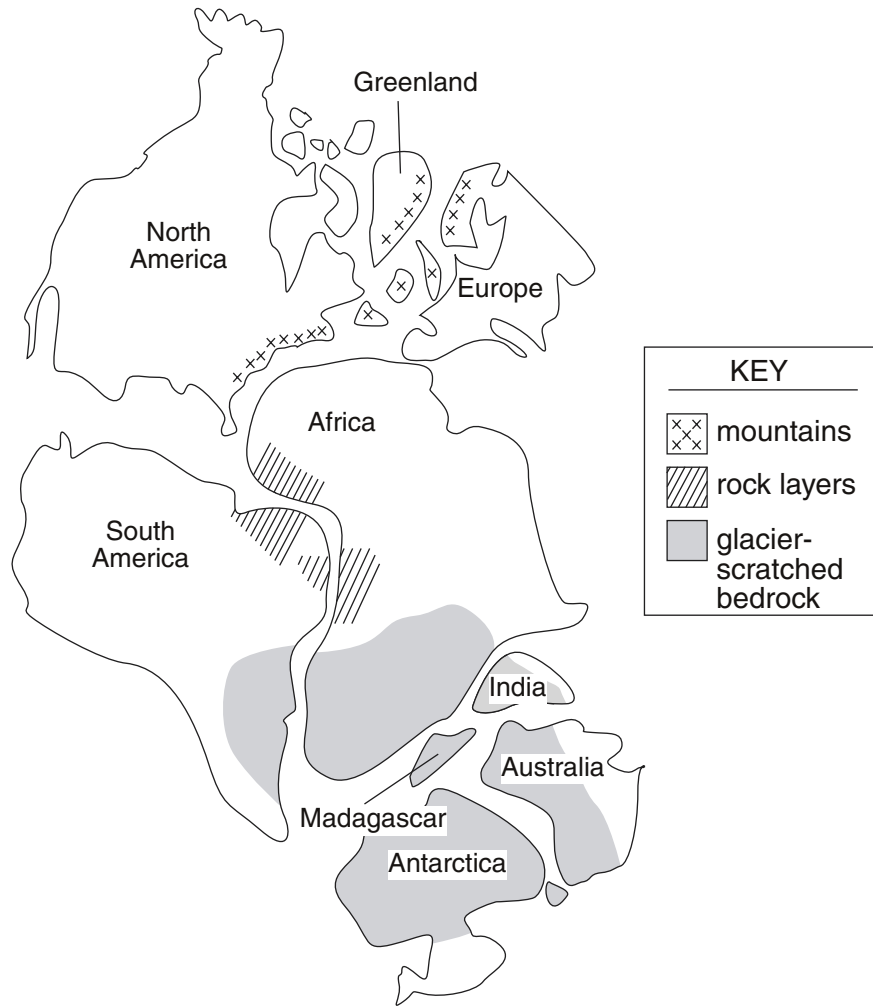 Greenland
North
America
Europe
Africa
South
America
India
Australia
Madagascar
Antarctica
KEY
mountains
rock layers
glacier-
scratched
bedrock